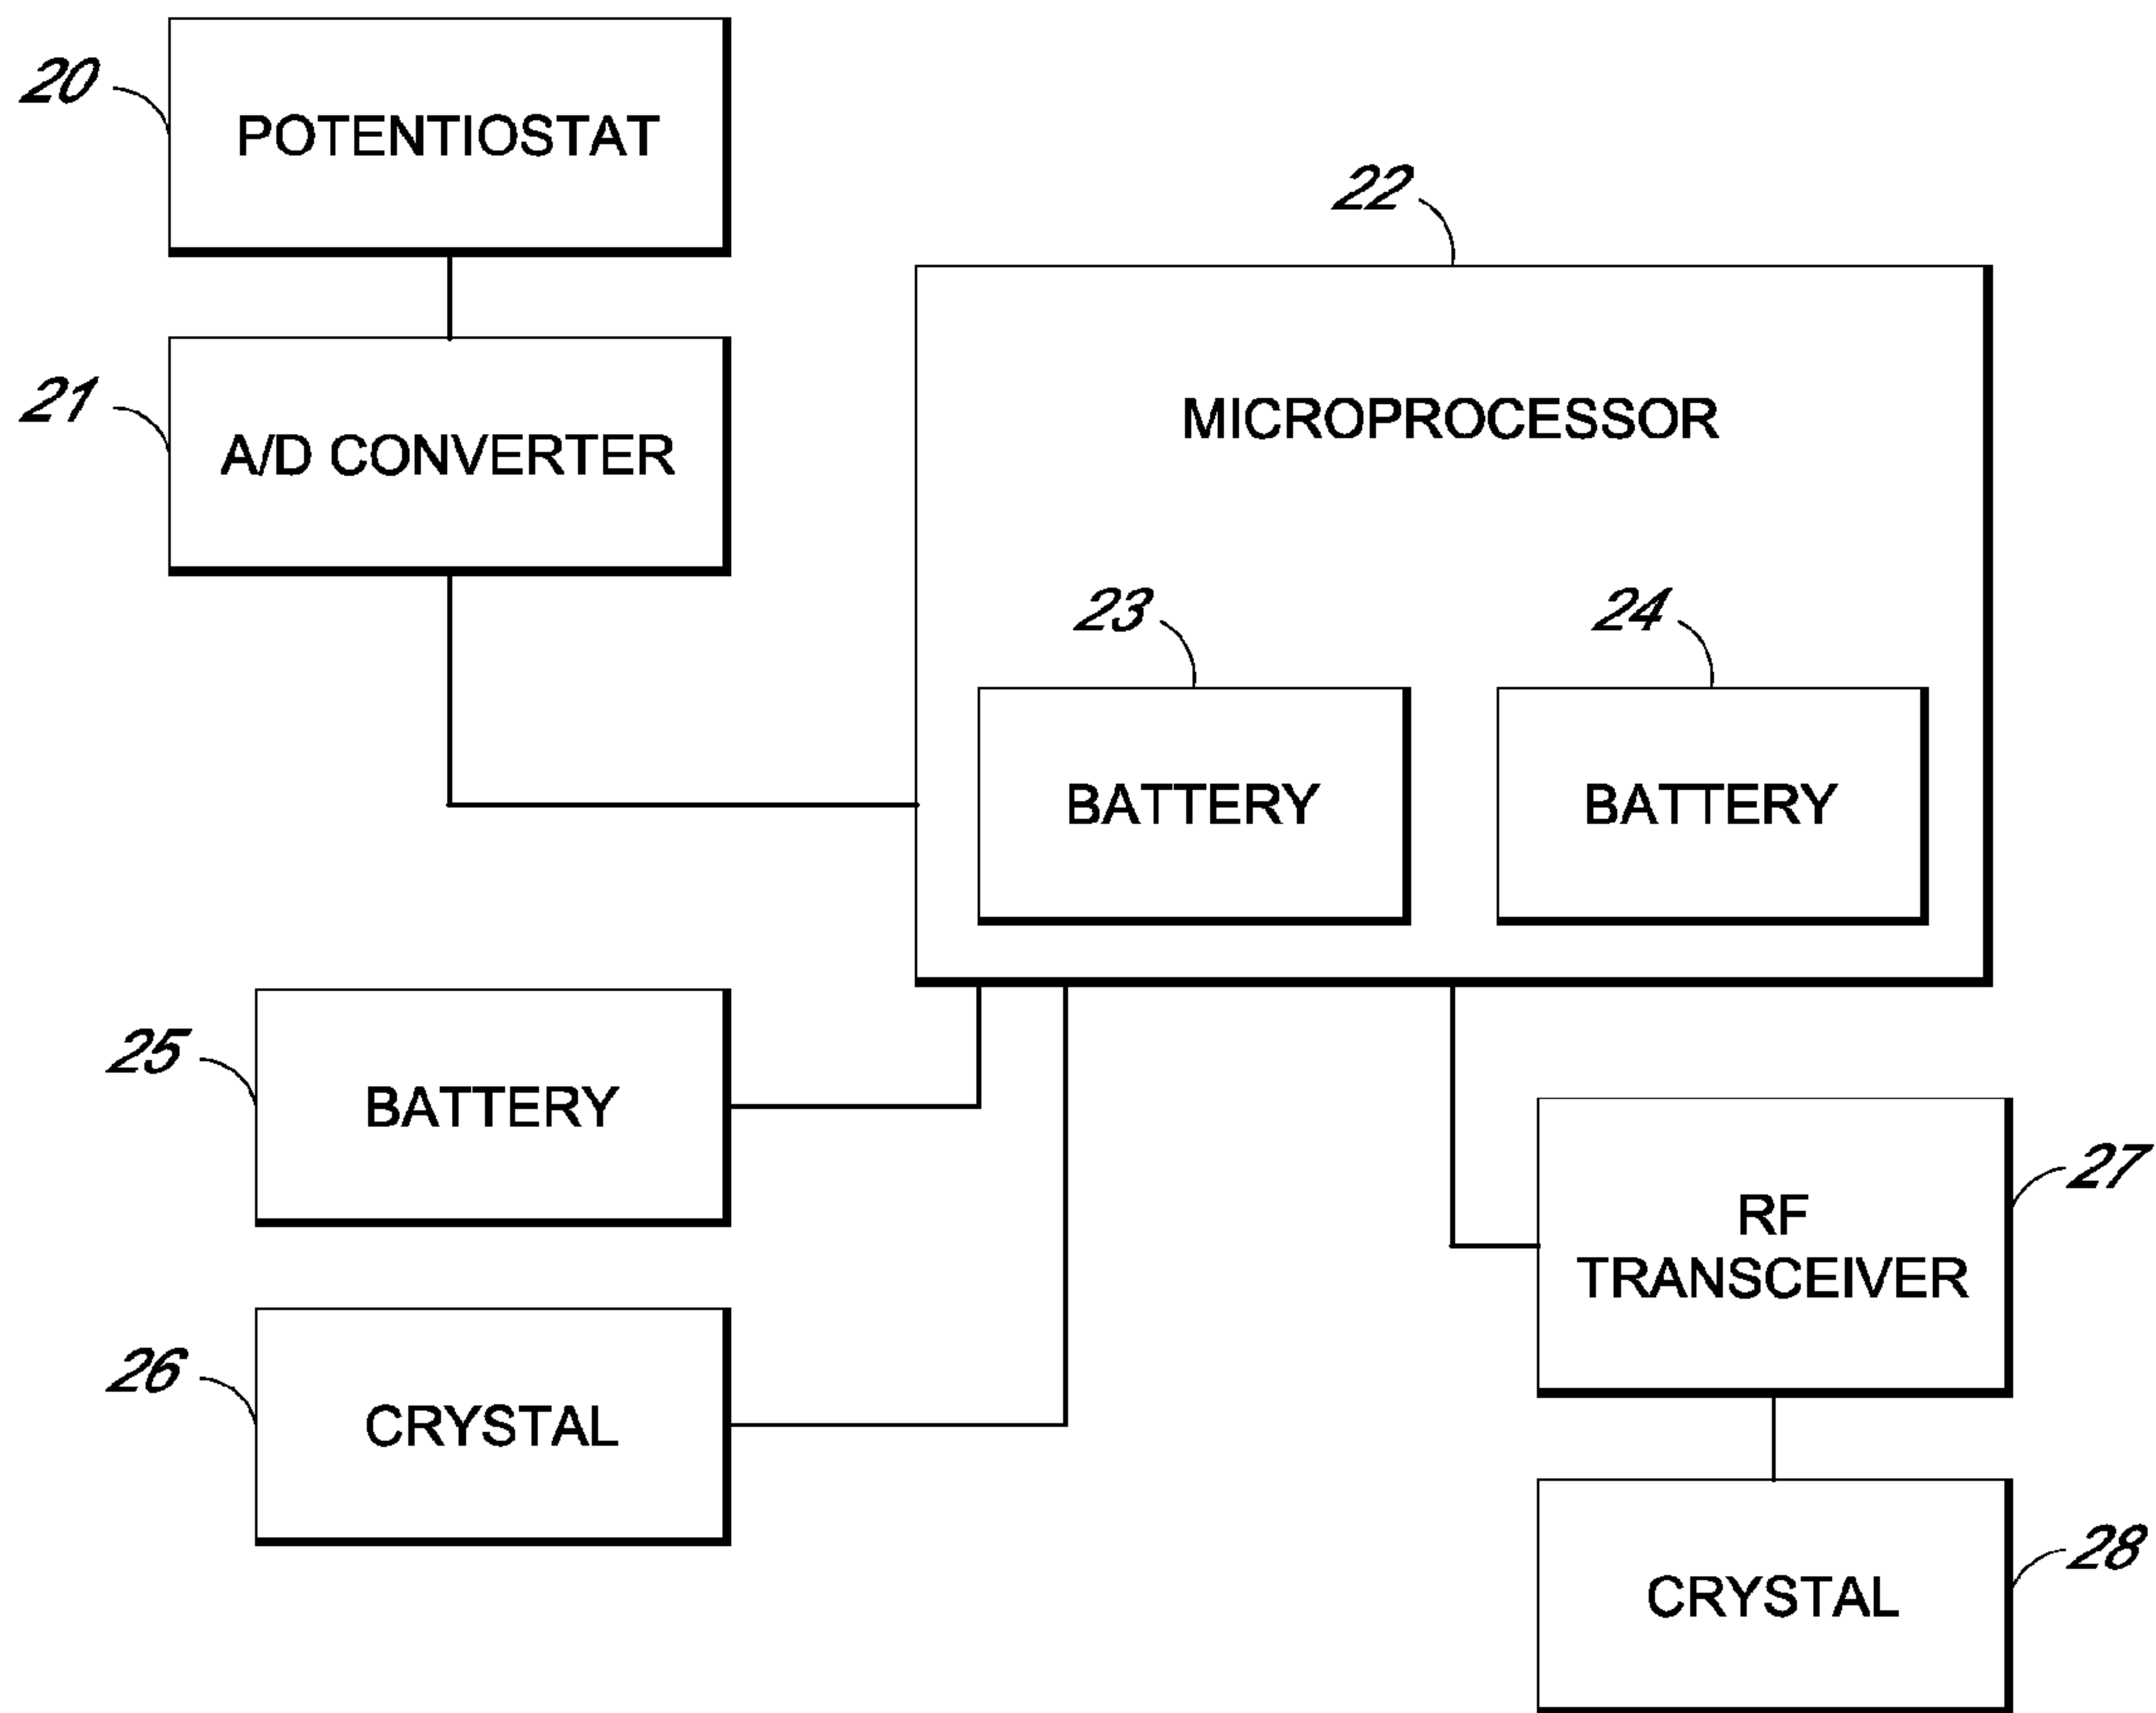 20
POTENTIOSTAT
22
21
A/D CONVERTER
MICROPROCESSOR
23
24
BATTERY
BATTERY
25
BATTERY
27
RF
TRANSCEIVER
26
CRYSTAL
28
CRYSTAL